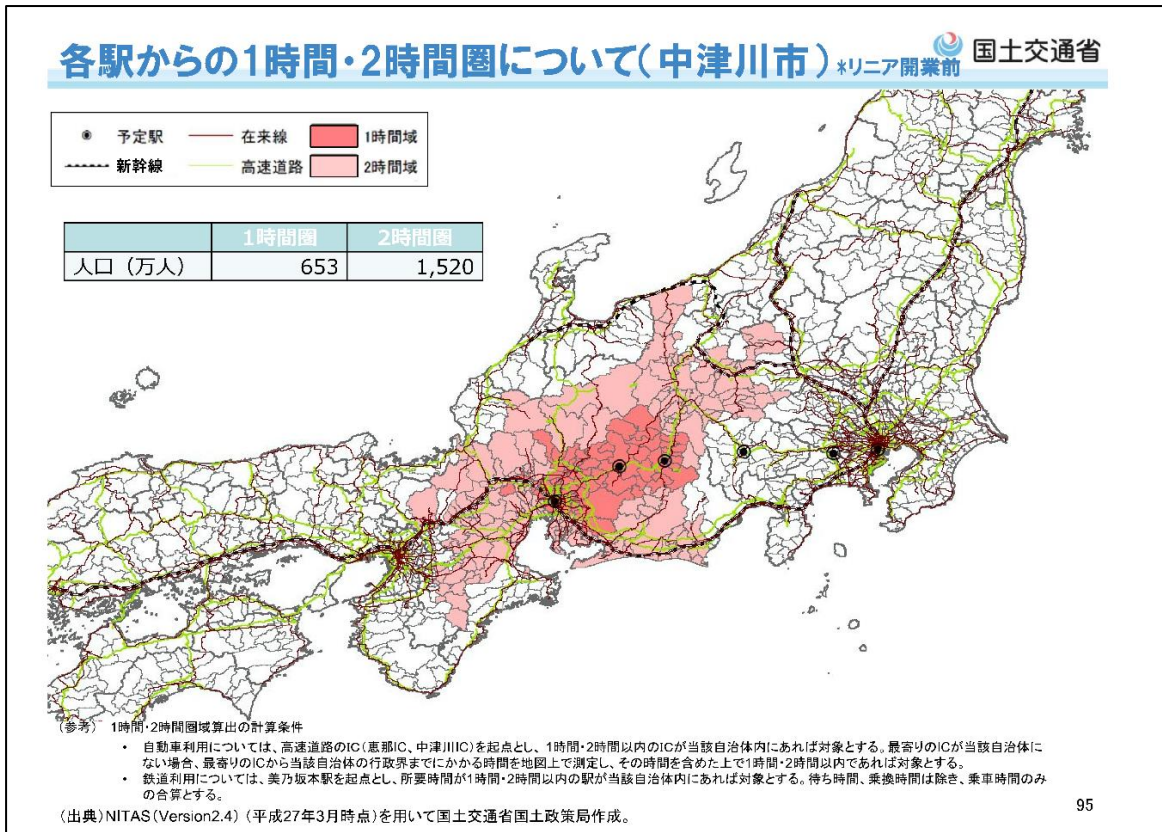 各駅からの1時間・2時間圏について(中津川市)*リニア開業前
国土交通省
予定駅 在来線 1時間域
新幹線 高速道路 2時間域
1時間圏 2時間圏
人口(万人) 653 1,520
(参考) 1時間・2時間圏域算出の計算条件
• 自動車利用については、高速道路のIC(恵那IC、中津川IC)を起点とし、1時間・2時間以内のICが当該自治体内にあれば対象とする。最寄りのICが当該自治体に
ない場合、最寄りのICから当該自治体の行政界までにかかる時間を地図上で測定し、その時間を含めた上で1時間・2時間以内であれば対象とする。
• 鉄道利用については、美乃坂本駅を起点とし、所要時間が1時間・2時間以内の駅が当該自治体内にあれば対象とする。待ち時間、乗換時間は除き、乗車時間のみ
の合算とする。
(出典)NITAS(Version2.4)(平成27年3月時点)を用いて国土交通省国土政策局作成。
95